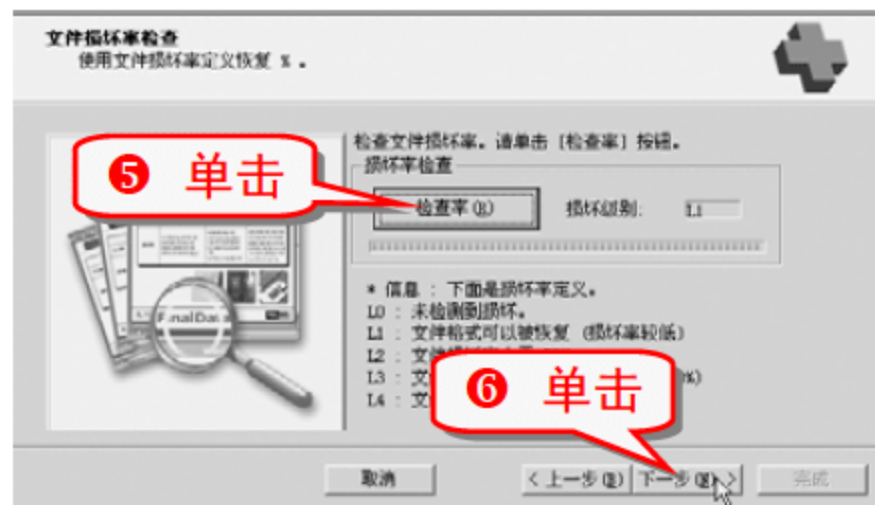 文件损坏率检查
使用文件损坏率定义恢复 % 。
检查文件损坏率。请单击 [检查率] 按钮。
损坏率检查
❺ 单击
检查率(R)
损坏级别:
L1
FinalData
* 信息 : 下面是损坏率定义。
L0 : 未检测到损坏。
L1 : 文件格式可以被恢复 (损坏率较低)
L2 : 文件
L3 : 文
%)
L4 : 文
❻ 单击
取消
< 上一步(B)
下一步(N) >
完成